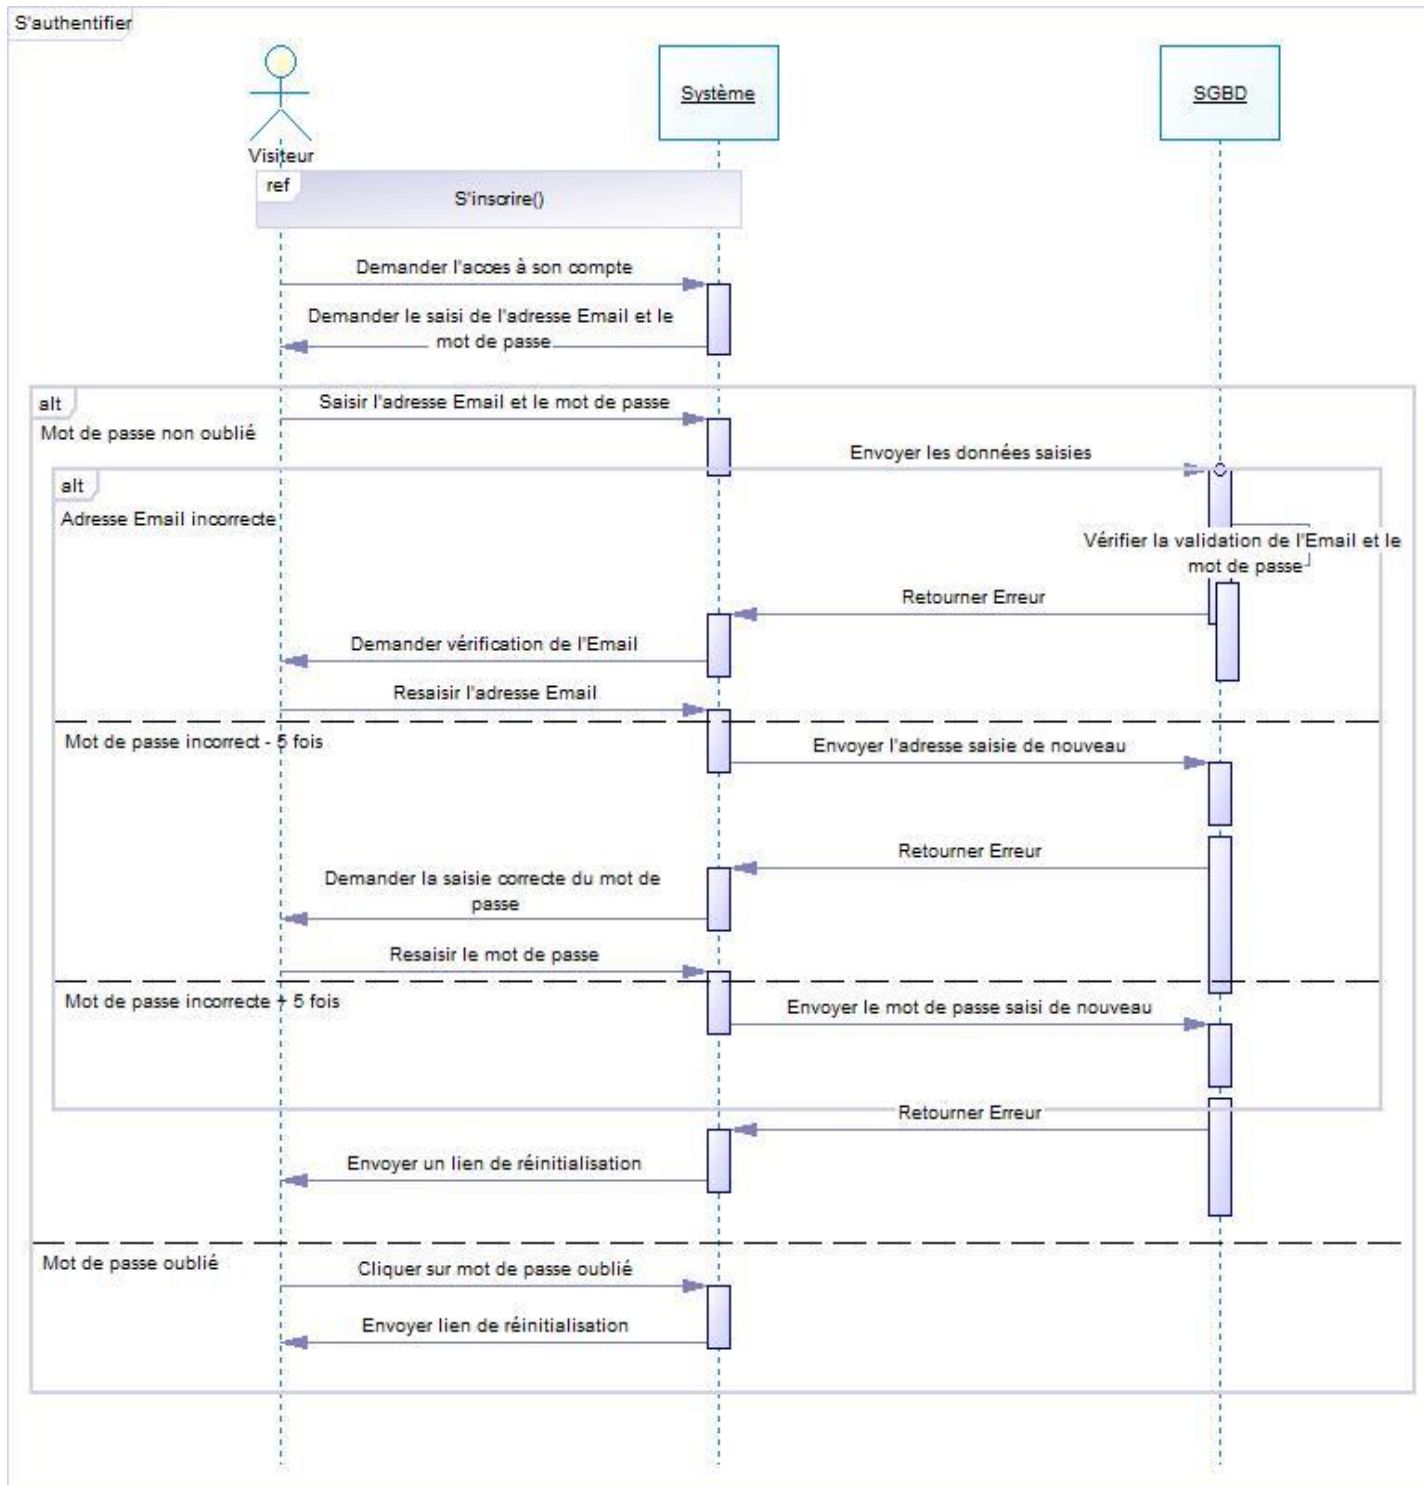 S'authentifier
Système
SGBD
Visiteur
ref
S'inscrire()
Demander l'acces à son compte
Demander le saisi de l'adresse Email et le
mot de passe
alt
Saisir l'adresse Email et le mot de passe
Mot de passe non oublié
Envoyer les données saisies
alt
Adresse Email incorrecte
Vérifier la validation de l'Email et le
mot de passe
Retourner Erreur
Demander vérification de l'Email
Resaisir l'adresse Email
Mot de passe incorrect - 5 fois
Envoyer l'adresse saisie de nouveau
Retourner Erreur
Demander la saisie correcte du mot de
passe
Resaisir le mot de passe
Mot de passe incorrecte + 5 fois
Envoyer le mot de passe saisi de nouveau
Retourner Erreur
Envoyer un lien de réinitialisation
Mot de passe oublié
Cliquer sur mot de passe oublié
Envoyer lien de réinitialisation